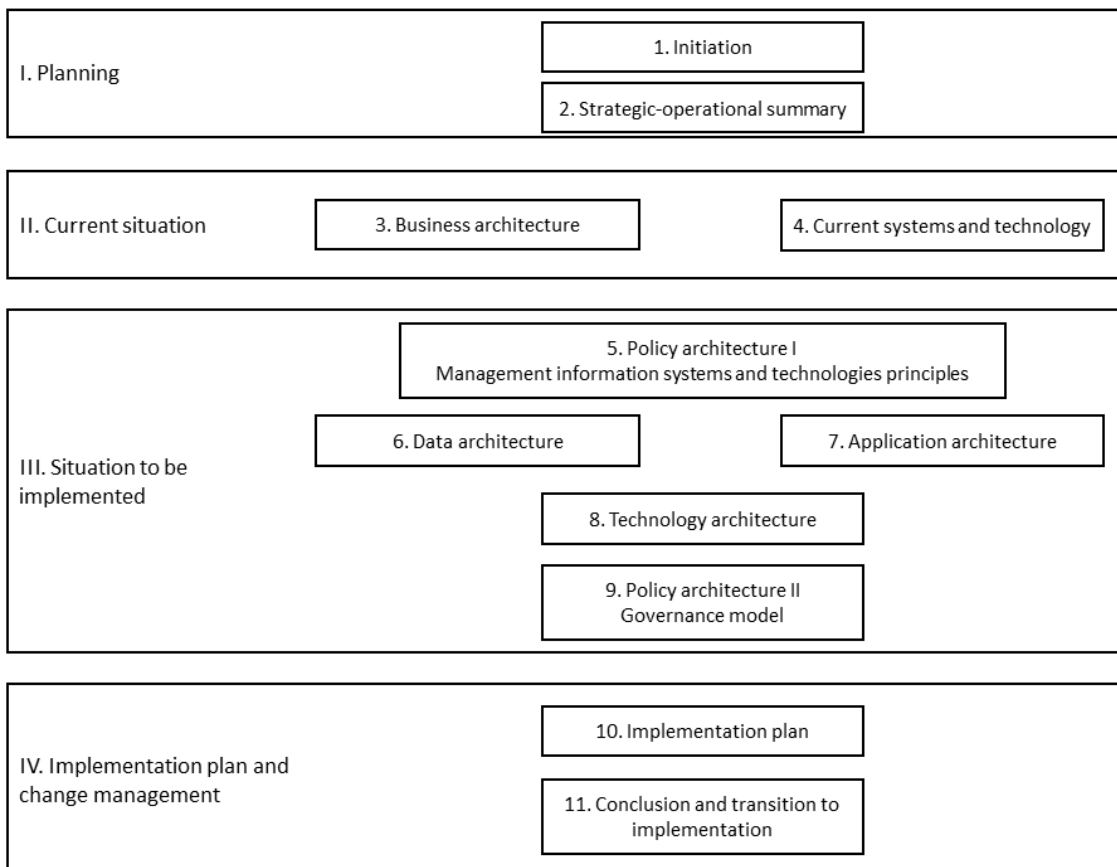 I. Planning
1. Initiation
2. Strategic-operational summary
II. Current situation
3. Business architecture
4. Current systems and technology
III. Situation to be
implemented
5. Policy architecture I
Management information systems and technologies principles
6. Data architecture
7. Application architecture
8. Technology architecture
9. Policy architecture II
Governance model
IV. Implementation plan and
change management
10. Implementation plan
11. Conclusion and transition to
implementation